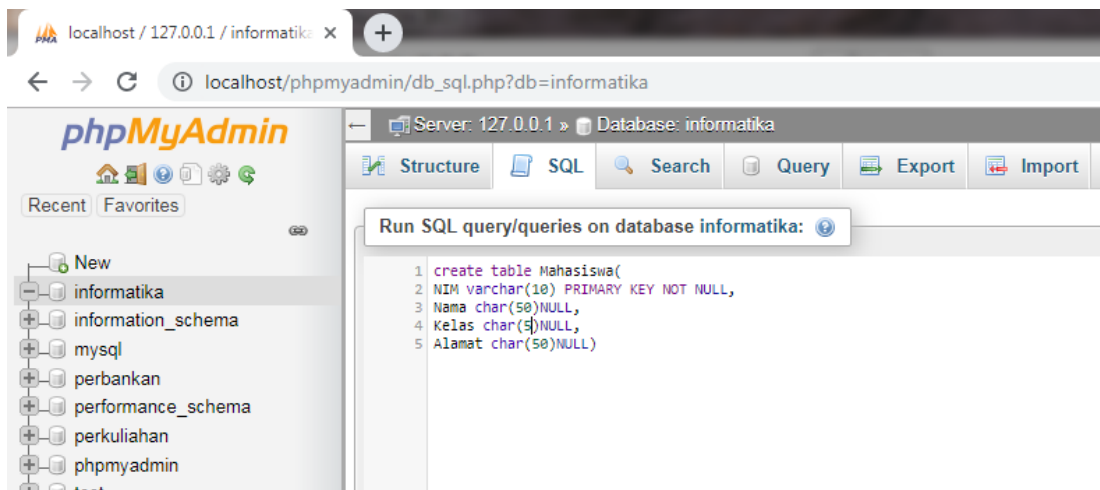 localhost / 127.0.0.1 / informatika
localhost/phpmyadmin/db_sql.php?db=informatika
phpMyAdmin
Recent Favorites
New
informatika
information_schema
mysql
perbankan
performance_schema
perkuliahan
phpmyadmin
Server: 127.0.0.1 » Database: informatika
Structure SQL Search Query Export Import
Run SQL query/queries on database informatika:
1 create table Mahasiswa(
2 NIM varchar(10) PRIMARY KEY NOT NULL,
3 Nama char(50)NULL,
4 Kelas char(5)NULL,
5 Alamat char(50)NULL)